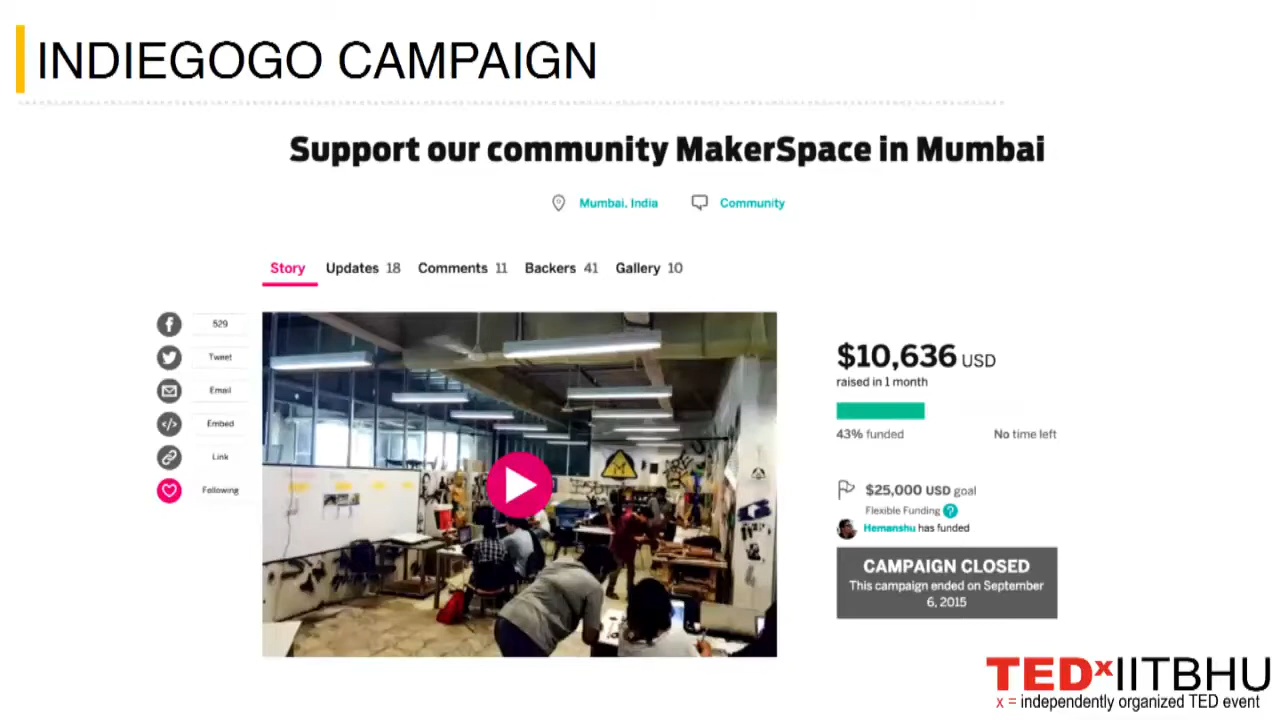 INDIEGOGO CAMPAIGN
Support our community MakerSpace in Mumbai
Mumbai, India Community
Story Updates 18 Comments 11 Backers 41 Gallery 10
529
Tweet
Email
Embed
Link
Following
$10,636 USD
raised in 1 month
43% funded No time left
$25,000 USD goal
Flexible Funding ?
Hemanshu has funded
CAMPAIGN CLOSED
This campaign ended on September
6, 2015
TEDxIITBHU
x = independently organized TED event